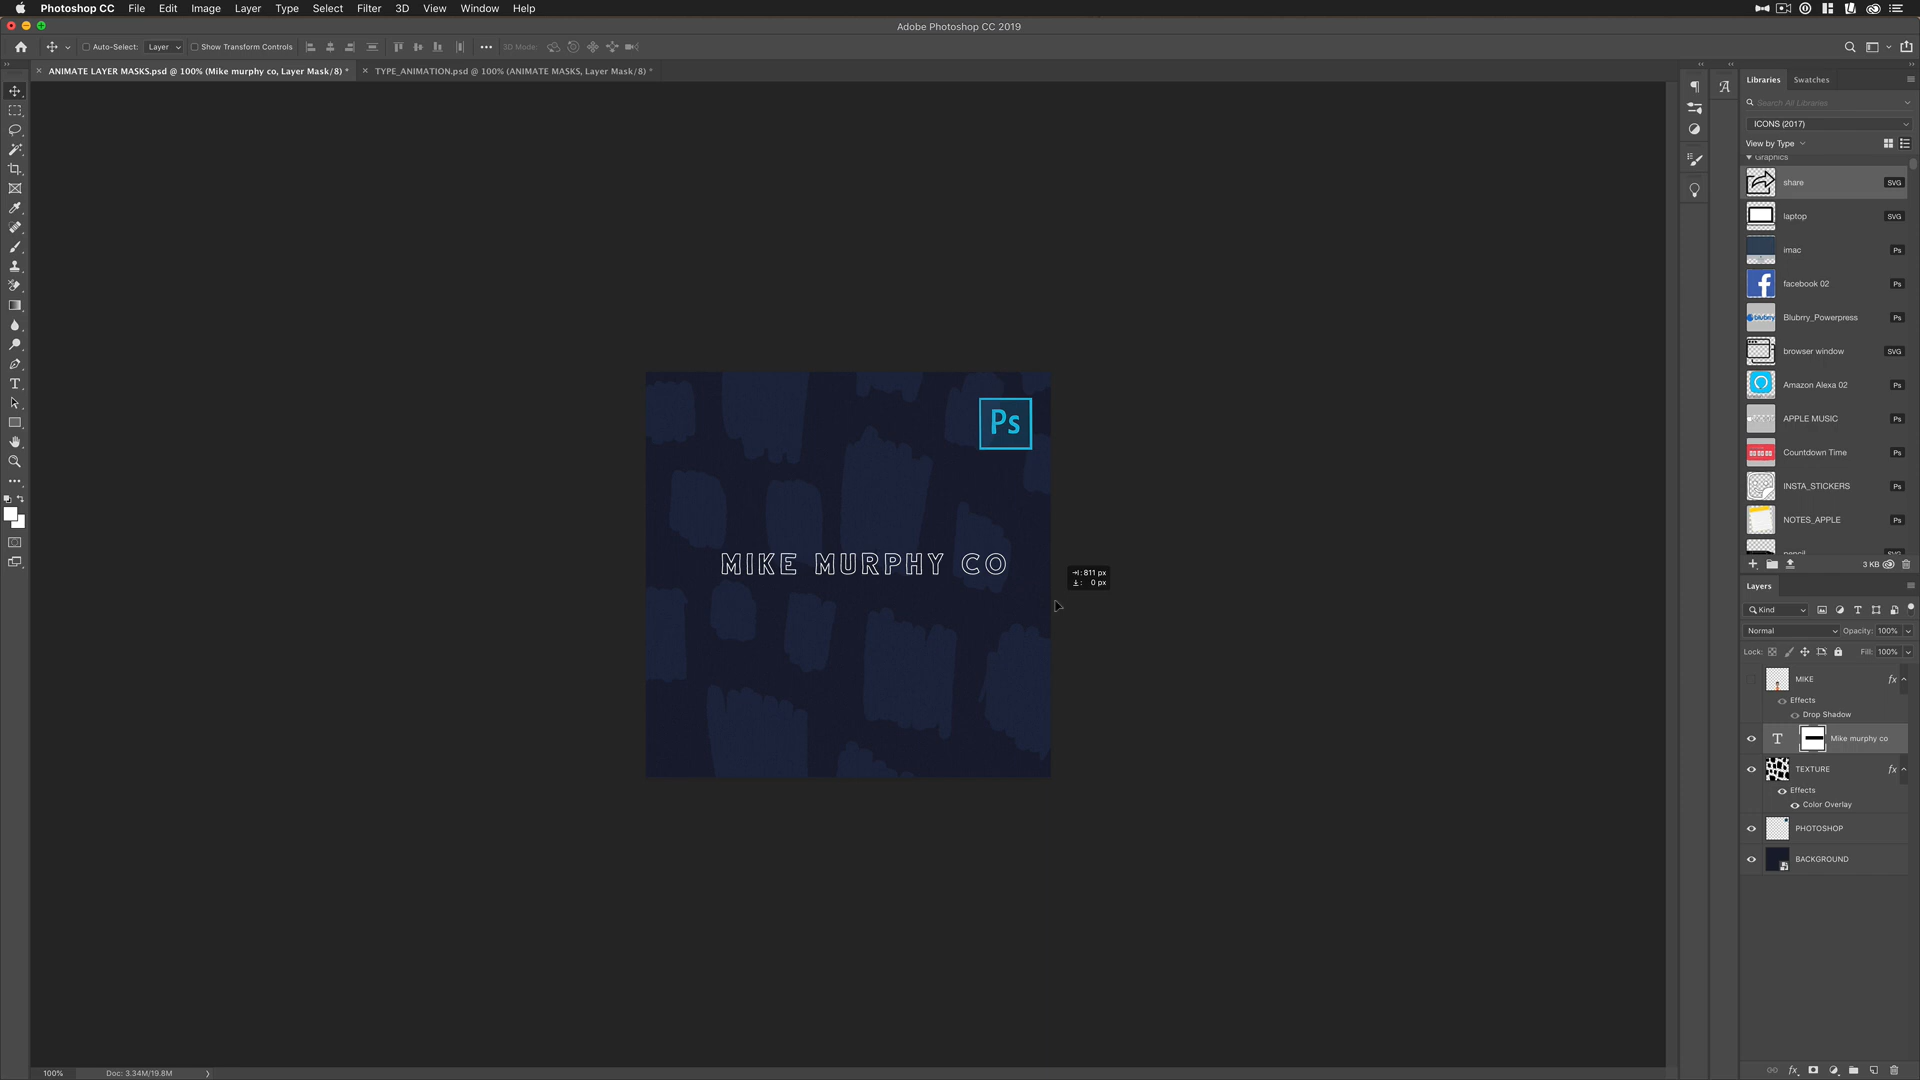 Photoshop CC File Edit Image Layer Type Select Filter 3D View Window Help
Adobe Photoshop CC 2019
Auto-Select: Layer Show Transform Controls 3D Mode:
ANIMATE LAYER MASKS.psd @ 100% (Mike murphy co, Layer Mask/8) *
TYPE_ANIMATION.psd @ 100% (ANIMATE MASKS, Layer Mask/8) *
Libraries Swatches
Search All Libraries
ICONS (2017)
View by Type
Graphics
share SVG
laptop SVG
imac Ps
facebook 02 Ps
Blubrry_Powerpress Ps
browser window SVG
Amazon Alexa 02 Ps
APPLE MUSIC Ps
Countdown Time Ps
INSTA_STICKERS Ps
NOTES_APPLE Ps
pencil
3 KB
Ps
MIKE MURPHY CO
811 px
0 px
Layers
Kind
Normal Opacity: 100%
Lock: Fill: 100%
MIKE fx
Effects
Drop Shadow
T Mike murphy co
TEXTURE fx
Effects
Color Overlay
PHOTOSHOP
BACKGROUND
100% Doc: 3.34M/19.8M